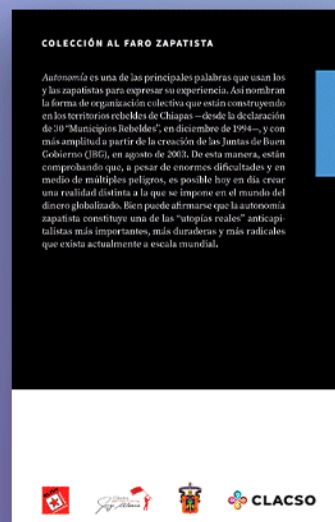 COLECCIÓN AL FARO ZAPATISTA
Autonomía es una de las principales palabras que usan los
y las zapatistas para expresar su experiencia. Así nombran
la forma de organización colectiva que están construyendo
en los territorios rebeldes de Chiapas —desde la declaración
de 30 “Municipios Rebeldes”, en diciembre de 1994—, y con
más amplitud a partir de la creación de las Juntas de Buen
Gobierno (JBG), en agosto de 2003. De esta manera, están
comprobando que, a pesar de enormes dificultades y en
medio de múltiples peligros, es posible hoy en día crear
una realidad distinta a la que se impone en el mundo del
dinero globalizado. Bien puede afirmarse que la autonomía
zapatista constituye una de las “utopías reales” anticapi-
talistas más importantes, más duraderas y más radicales
que exista actualmente a escala mundial.
CLACSO